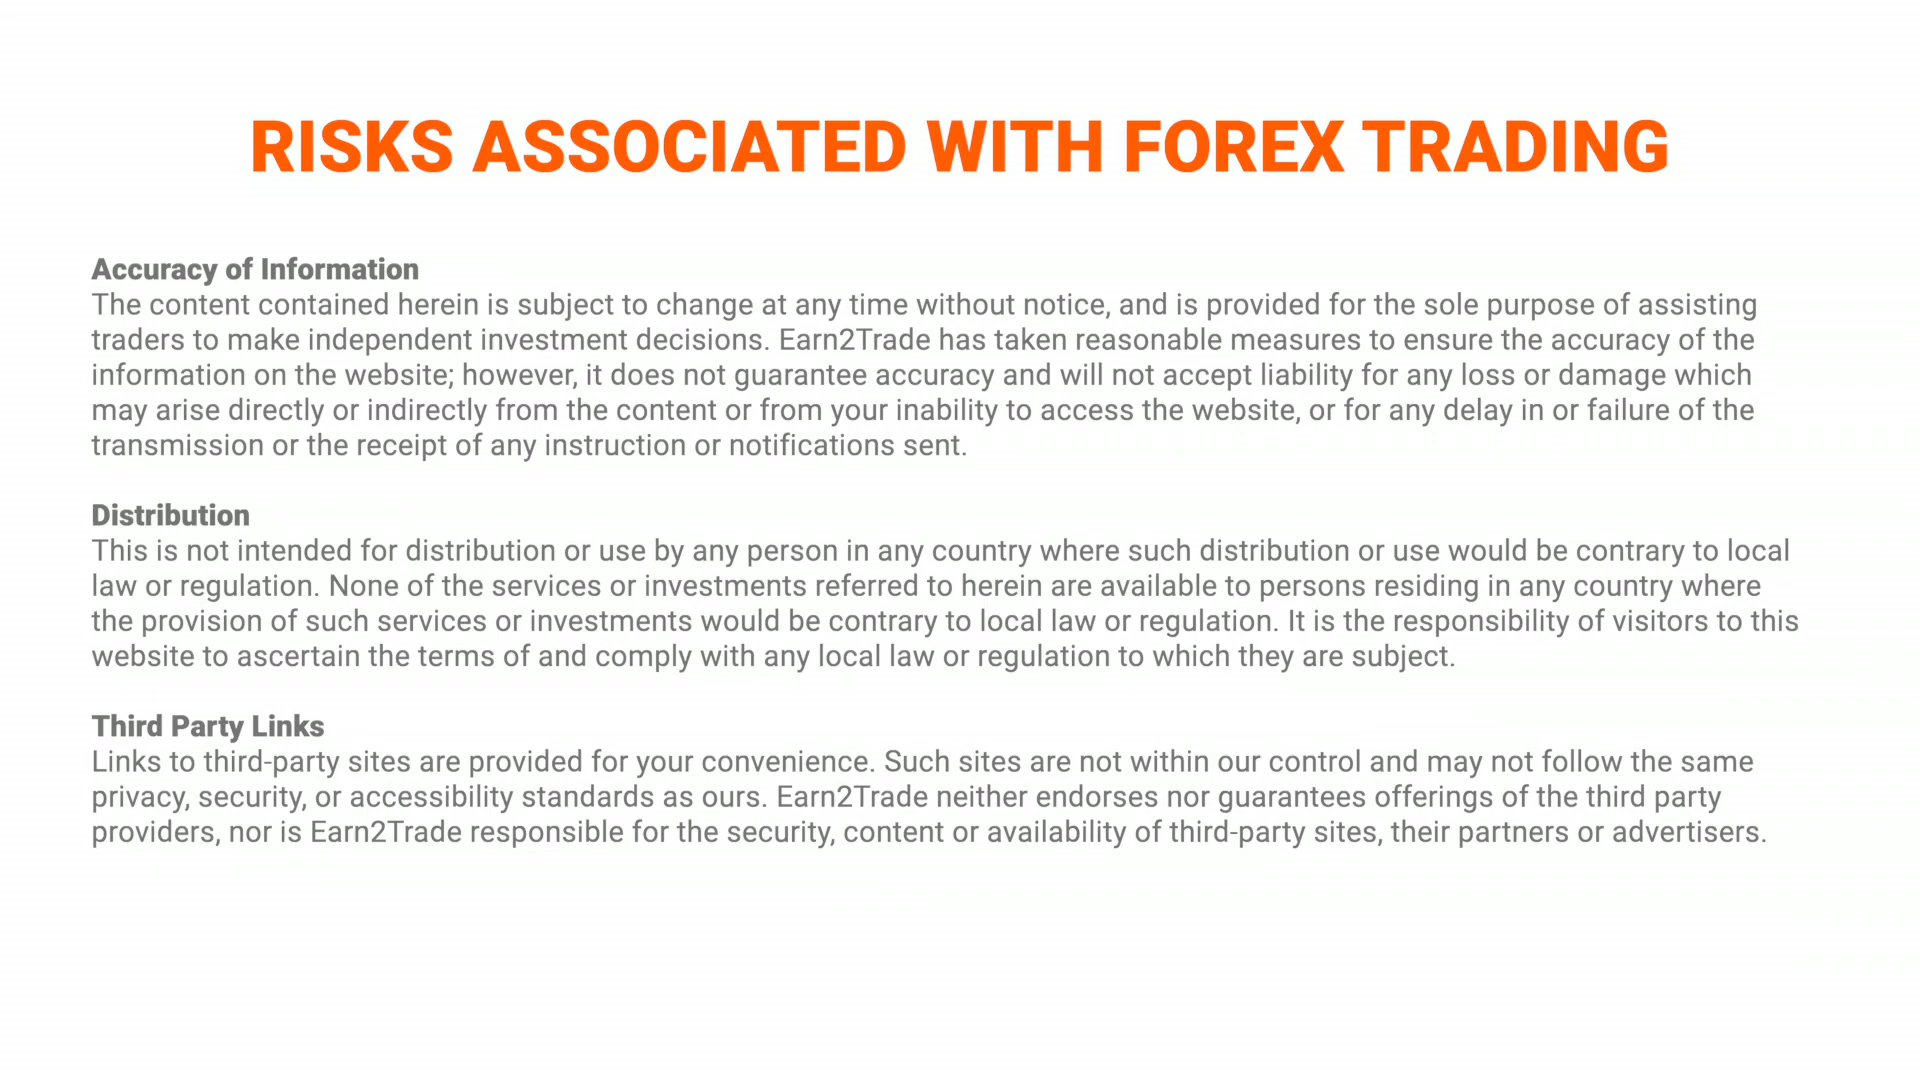 RISKS ASSOCIATED WITH FOREX TRADING
Accuracy of Information
The content contained herein is subject to change at any time without notice, and is provided for the sole purpose of assisting
traders to make independent investment decisions. Earn2Trade has taken reasonable measures to ensure the accuracy of the
information on the website; however, it does not guarantee accuracy and will not accept liability for any loss or damage which
may arise directly or indirectly from the content or from your inability to access the website, or for any delay in or failure of the
transmission or the receipt of any instruction or notifications sent.
Distribution
This is not intended for distribution or use by any person in any country where such distribution or use would be contrary to local
law or regulation. None of the services or investments referred to herein are available to persons residing in any country where
the provision of such services or investments would be contrary to local law or regulation. It is the responsibility of visitors to this
website to ascertain the terms of and comply with any local law or regulation to which they are subject.
Third Party Links
Links to third-party sites are provided for your convenience. Such sites are not within our control and may not follow the same
privacy, security, or accessibility standards as ours. Earn2Trade neither endorses nor guarantees offerings of the third party
providers, nor is Earn2Trade responsible for the security, content or availability of third-party sites, their partners or advertisers.